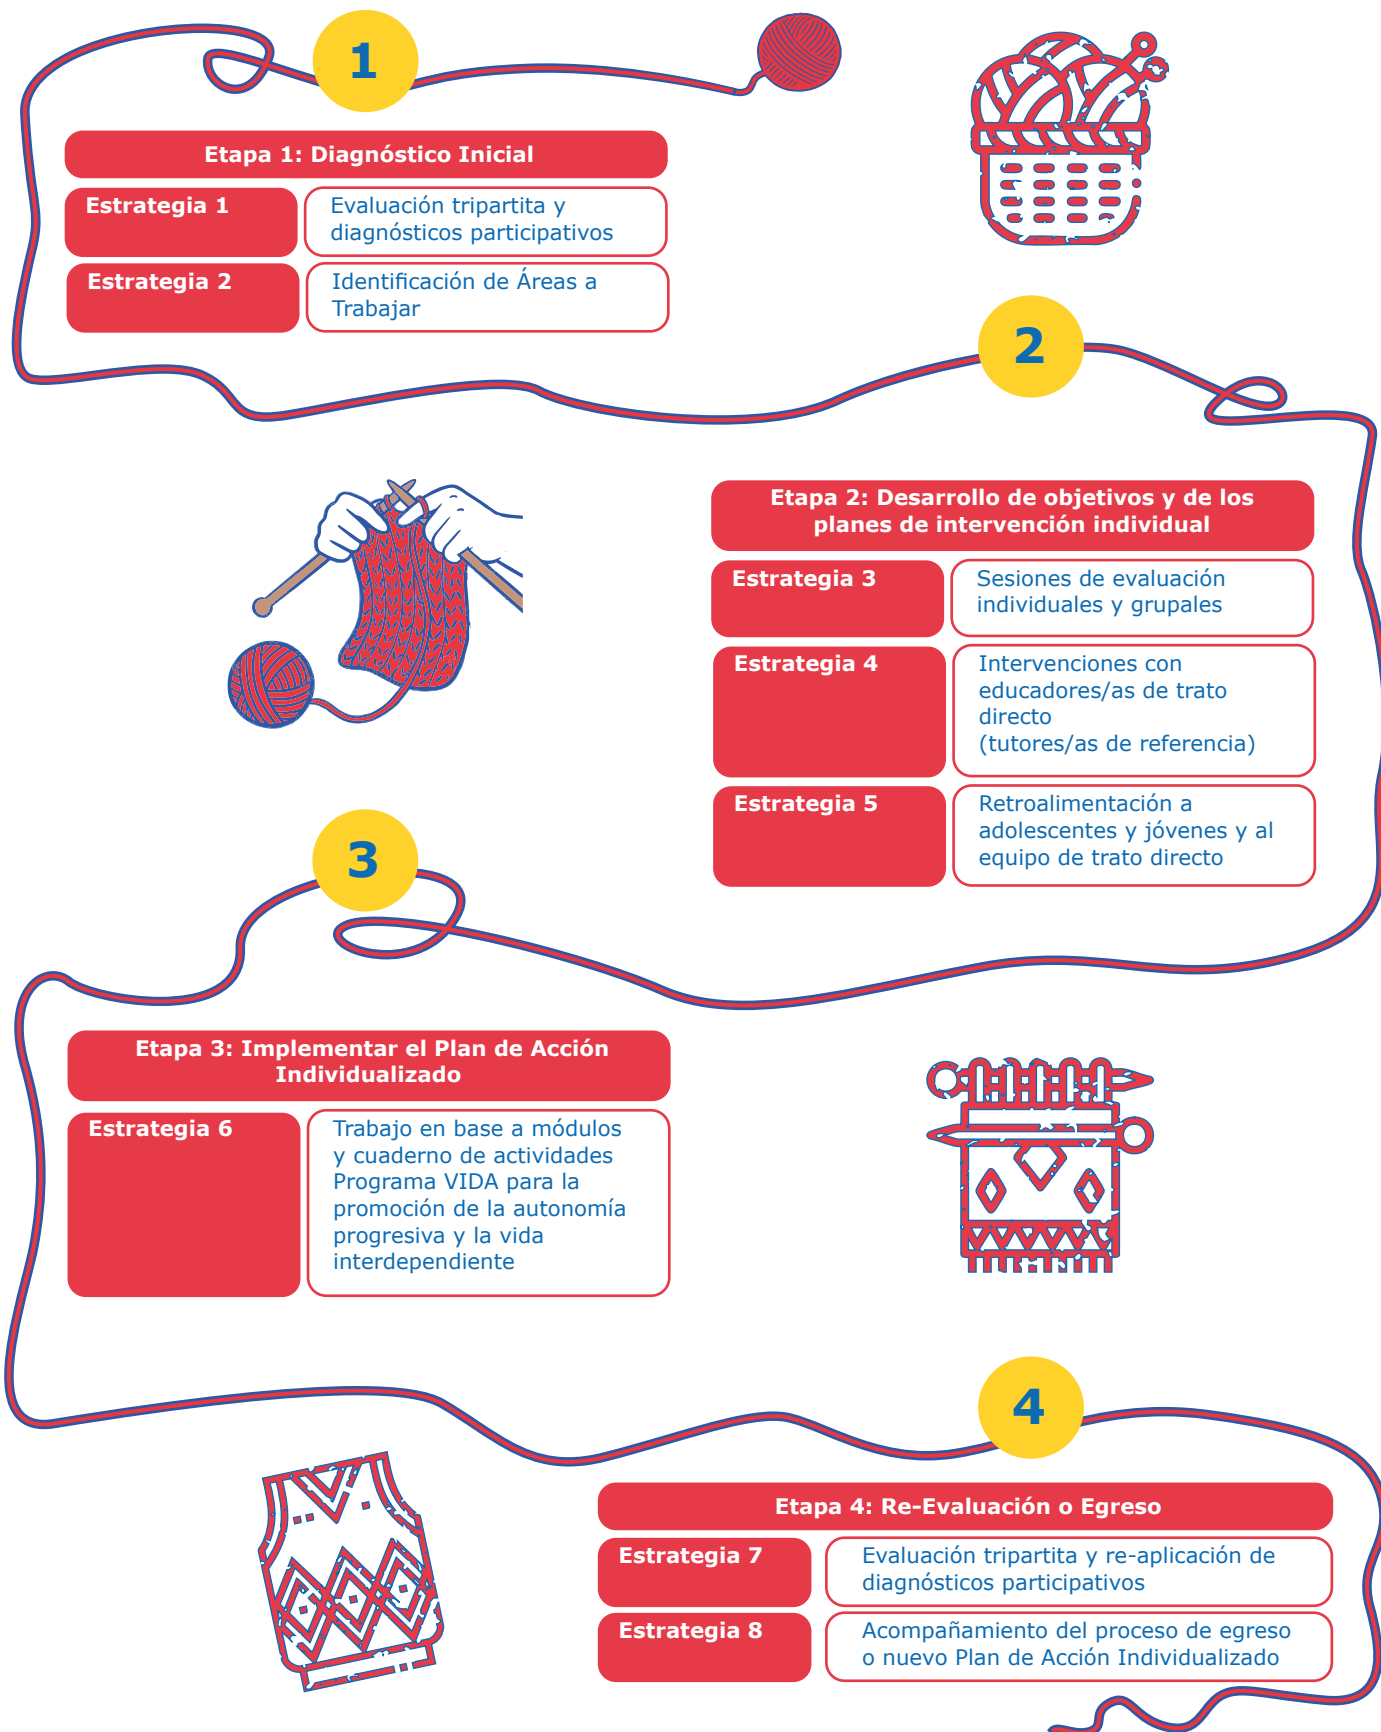 1
Etapa 1: Diagnóstico Inicial
Estrategia 1
Evaluación tripartita y
diagnósticos participativos
Estrategia 2
Identificación de Áreas a
Trabajar
2
Etapa 2: Desarrollo de objetivos y de los
planes de intervención individual
Estrategia 3
Sesiones de evaluación
individuales y grupales
Estrategia 4
Intervenciones con
educadores/as de trato
directo
(tutores/as de referencia)
Estrategia 5
Retroalimentación a
adolescentes y jóvenes y al
equipo de trato directo
3
Etapa 3: Implementar el Plan de Acción
Individualizado
Estrategia 6
Trabajo en base a módulos
y cuaderno de actividades
Programa VIDA para la
promoción de la autonomía
progresiva y la vida
interdependiente
4
Etapa 4: Re-Evaluación o Egreso
Estrategia 7
Evaluación tripartita y re-aplicación de
diagnósticos participativos
Estrategia 8
Acompañamiento del proceso de egreso
o nuevo Plan de Acción Individualizado